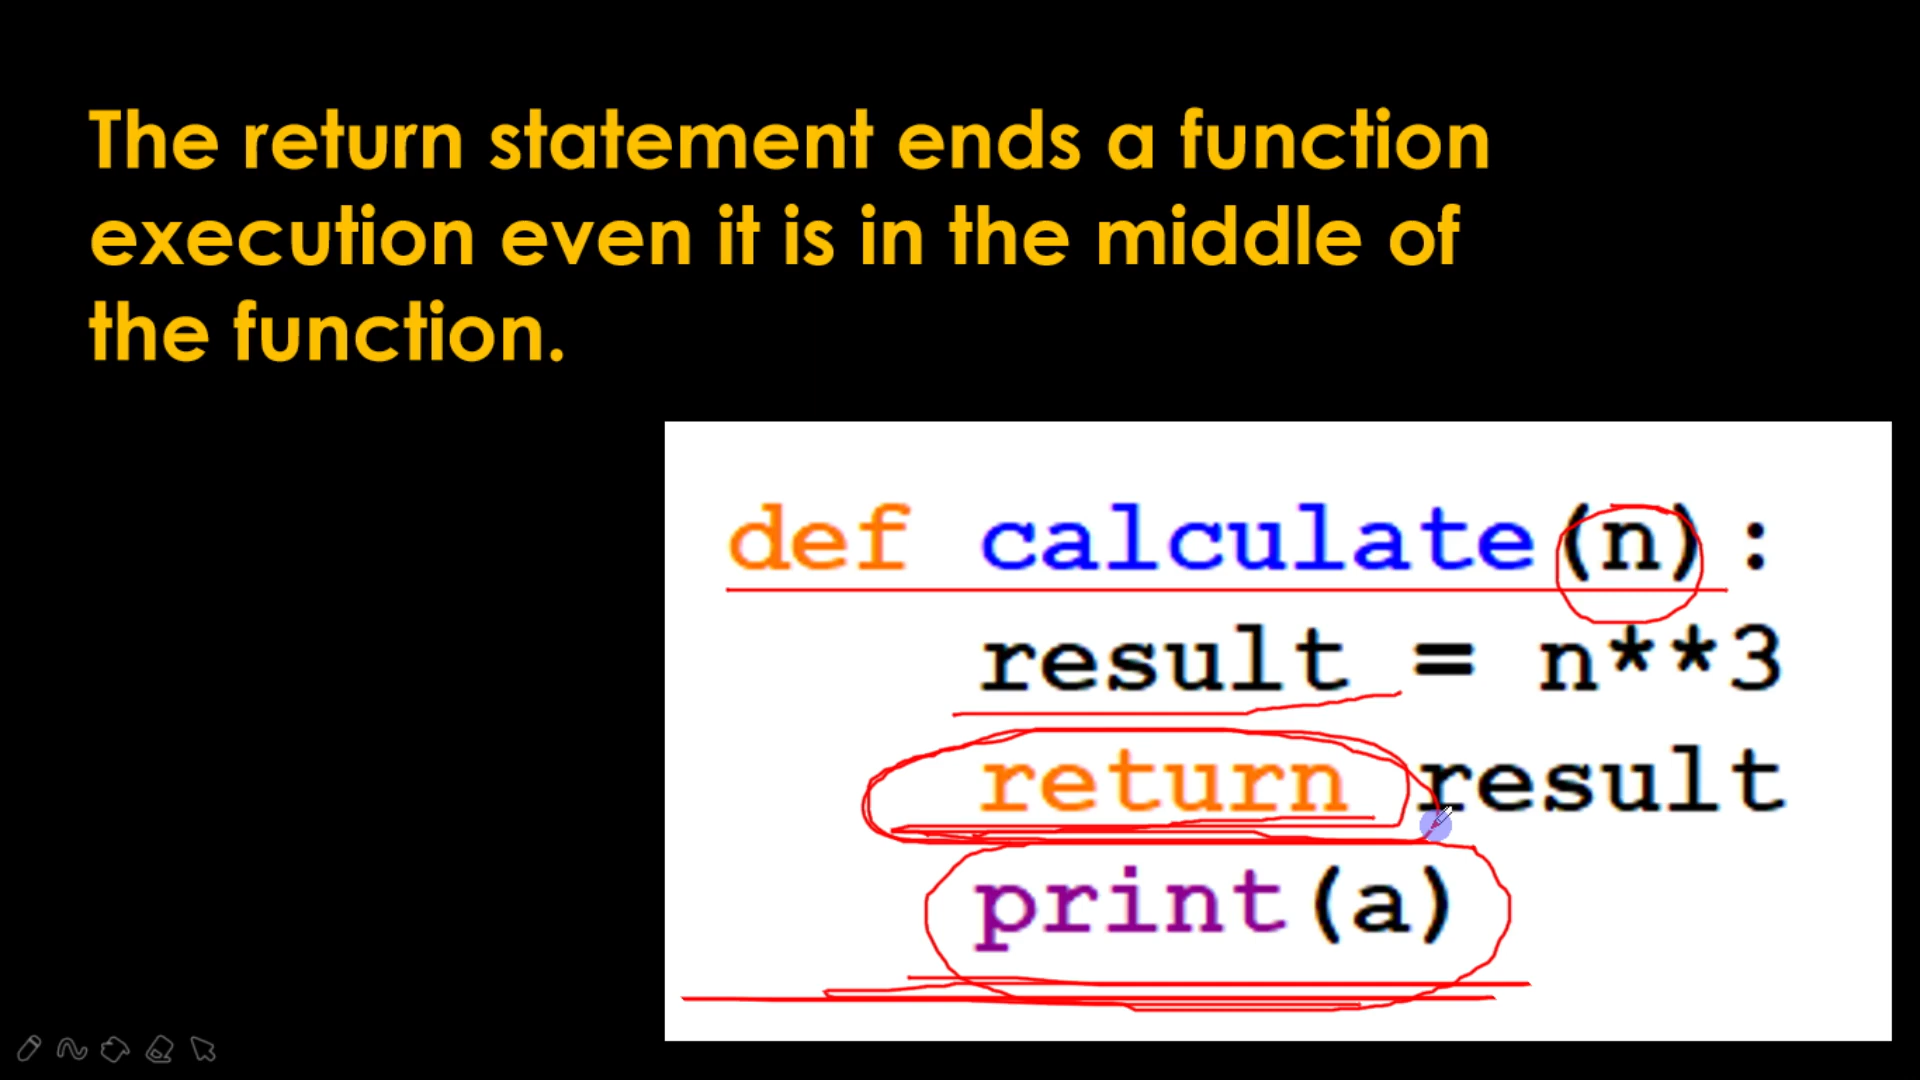 The return statement ends a function
execution even it is in the middle of
the function.
def calculate(n):
    result = n**3
    return result
    print(a)